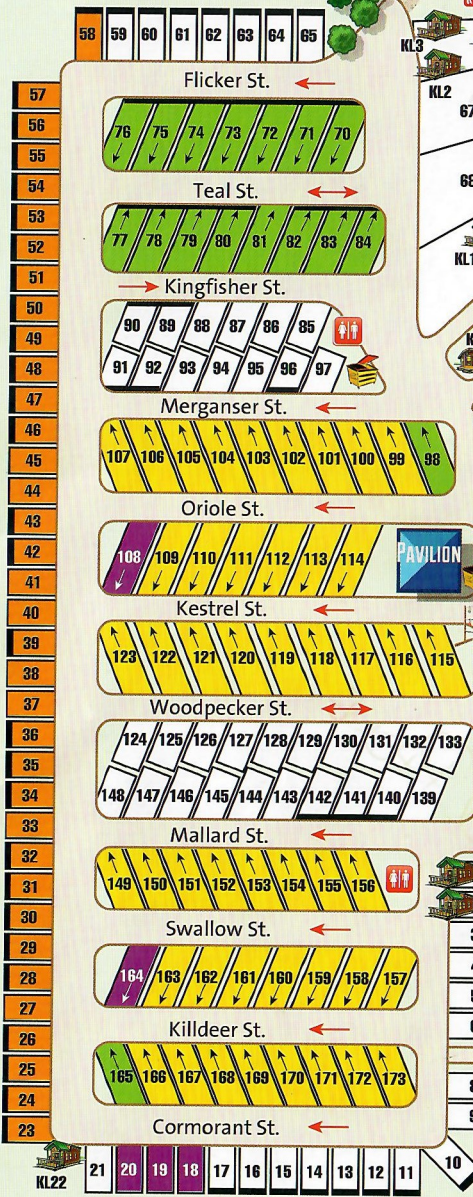 58 59 60 61 62 63 64 65
KL3
KL2
67
68
KL1
57
56
55
54
53
52
51
50
49
48
47
46
45
44
43
42
41
40
39
38
37
36
35
34
33
32
31
30
29
28
27
26
25
24
23
Flicker St.
76 75 74 73 72 71 70
Teal St.
77 78 79 80 81 82 83 84
Kingfisher St.
90 89 88 87 86 85
91 92 93 94 95 96 97
Merganser St.
107 106 105 104 103 102 101 100 99 98
Oriole St.
108 109 110 111 112 113 114
PAVILION
Kestrel St.
123 122 121 120 119 118 117 116 115
Woodpecker St.
124 125 126 127 128 129 130 131 132 133
148 147 146 145 144 143 142 141 140 139
Mallard St.
149 150 151 152 153 154 155 156
Swallow St.
164 163 162 161 160 159 158 157
Killdeer St.
165 166 167 168 169 170 171 172 173
Cormorant St.
KL22
21 20 19 18 17 16 15 14 13 12 11
10